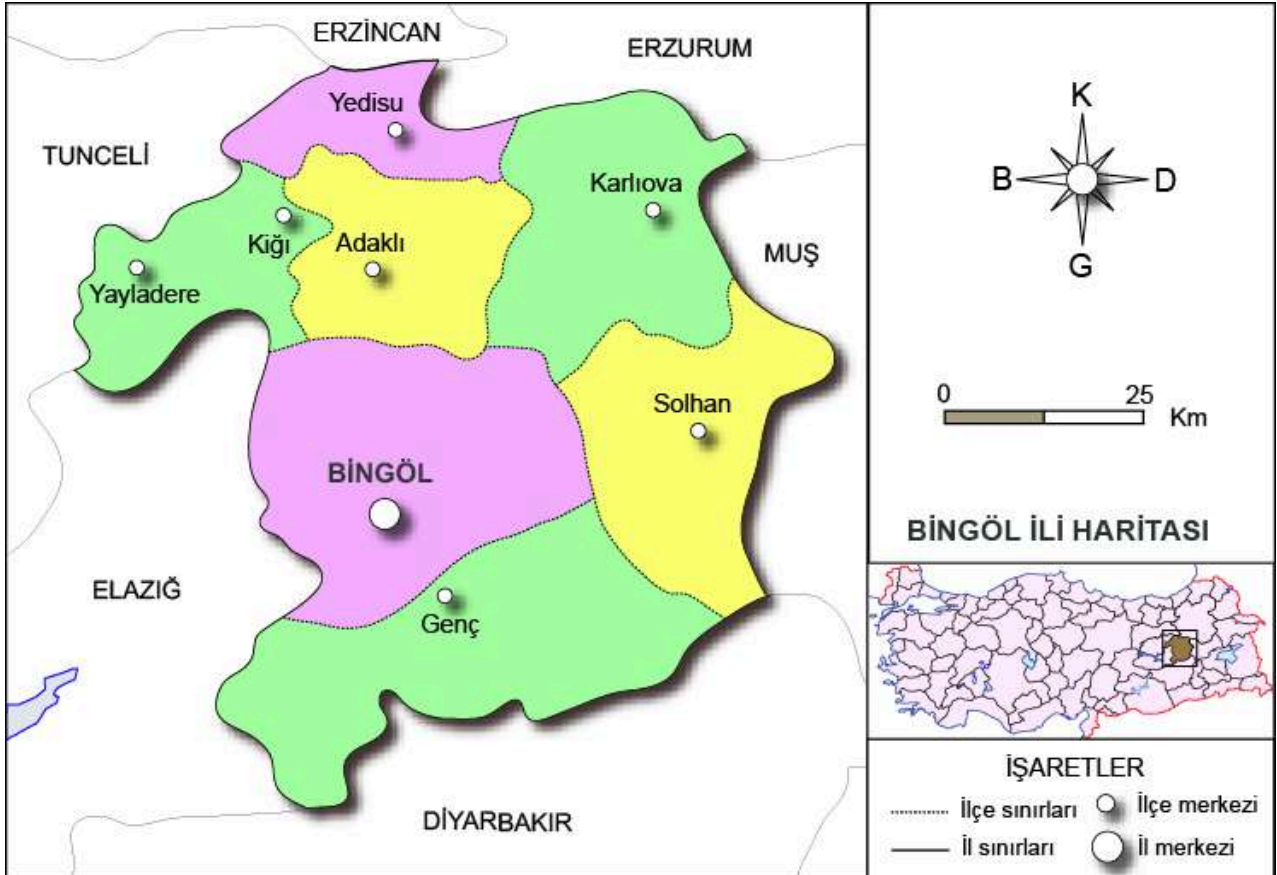 ERZİNCAN
ERZURUM
Yedisu
TUNCELİ
Karlıova
Kiğı
Adaklı
MUŞ
Yayladere
Solhan
BİNGÖL
ELAZIĞ
Genç
DİYARBAKIR
K
B
D
G
0
25
Km
BİNGÖL İLİ HARİTASI
İŞARETLER
İlçe sınırları
İlçe merkezi
İl sınırları
İl merkezi